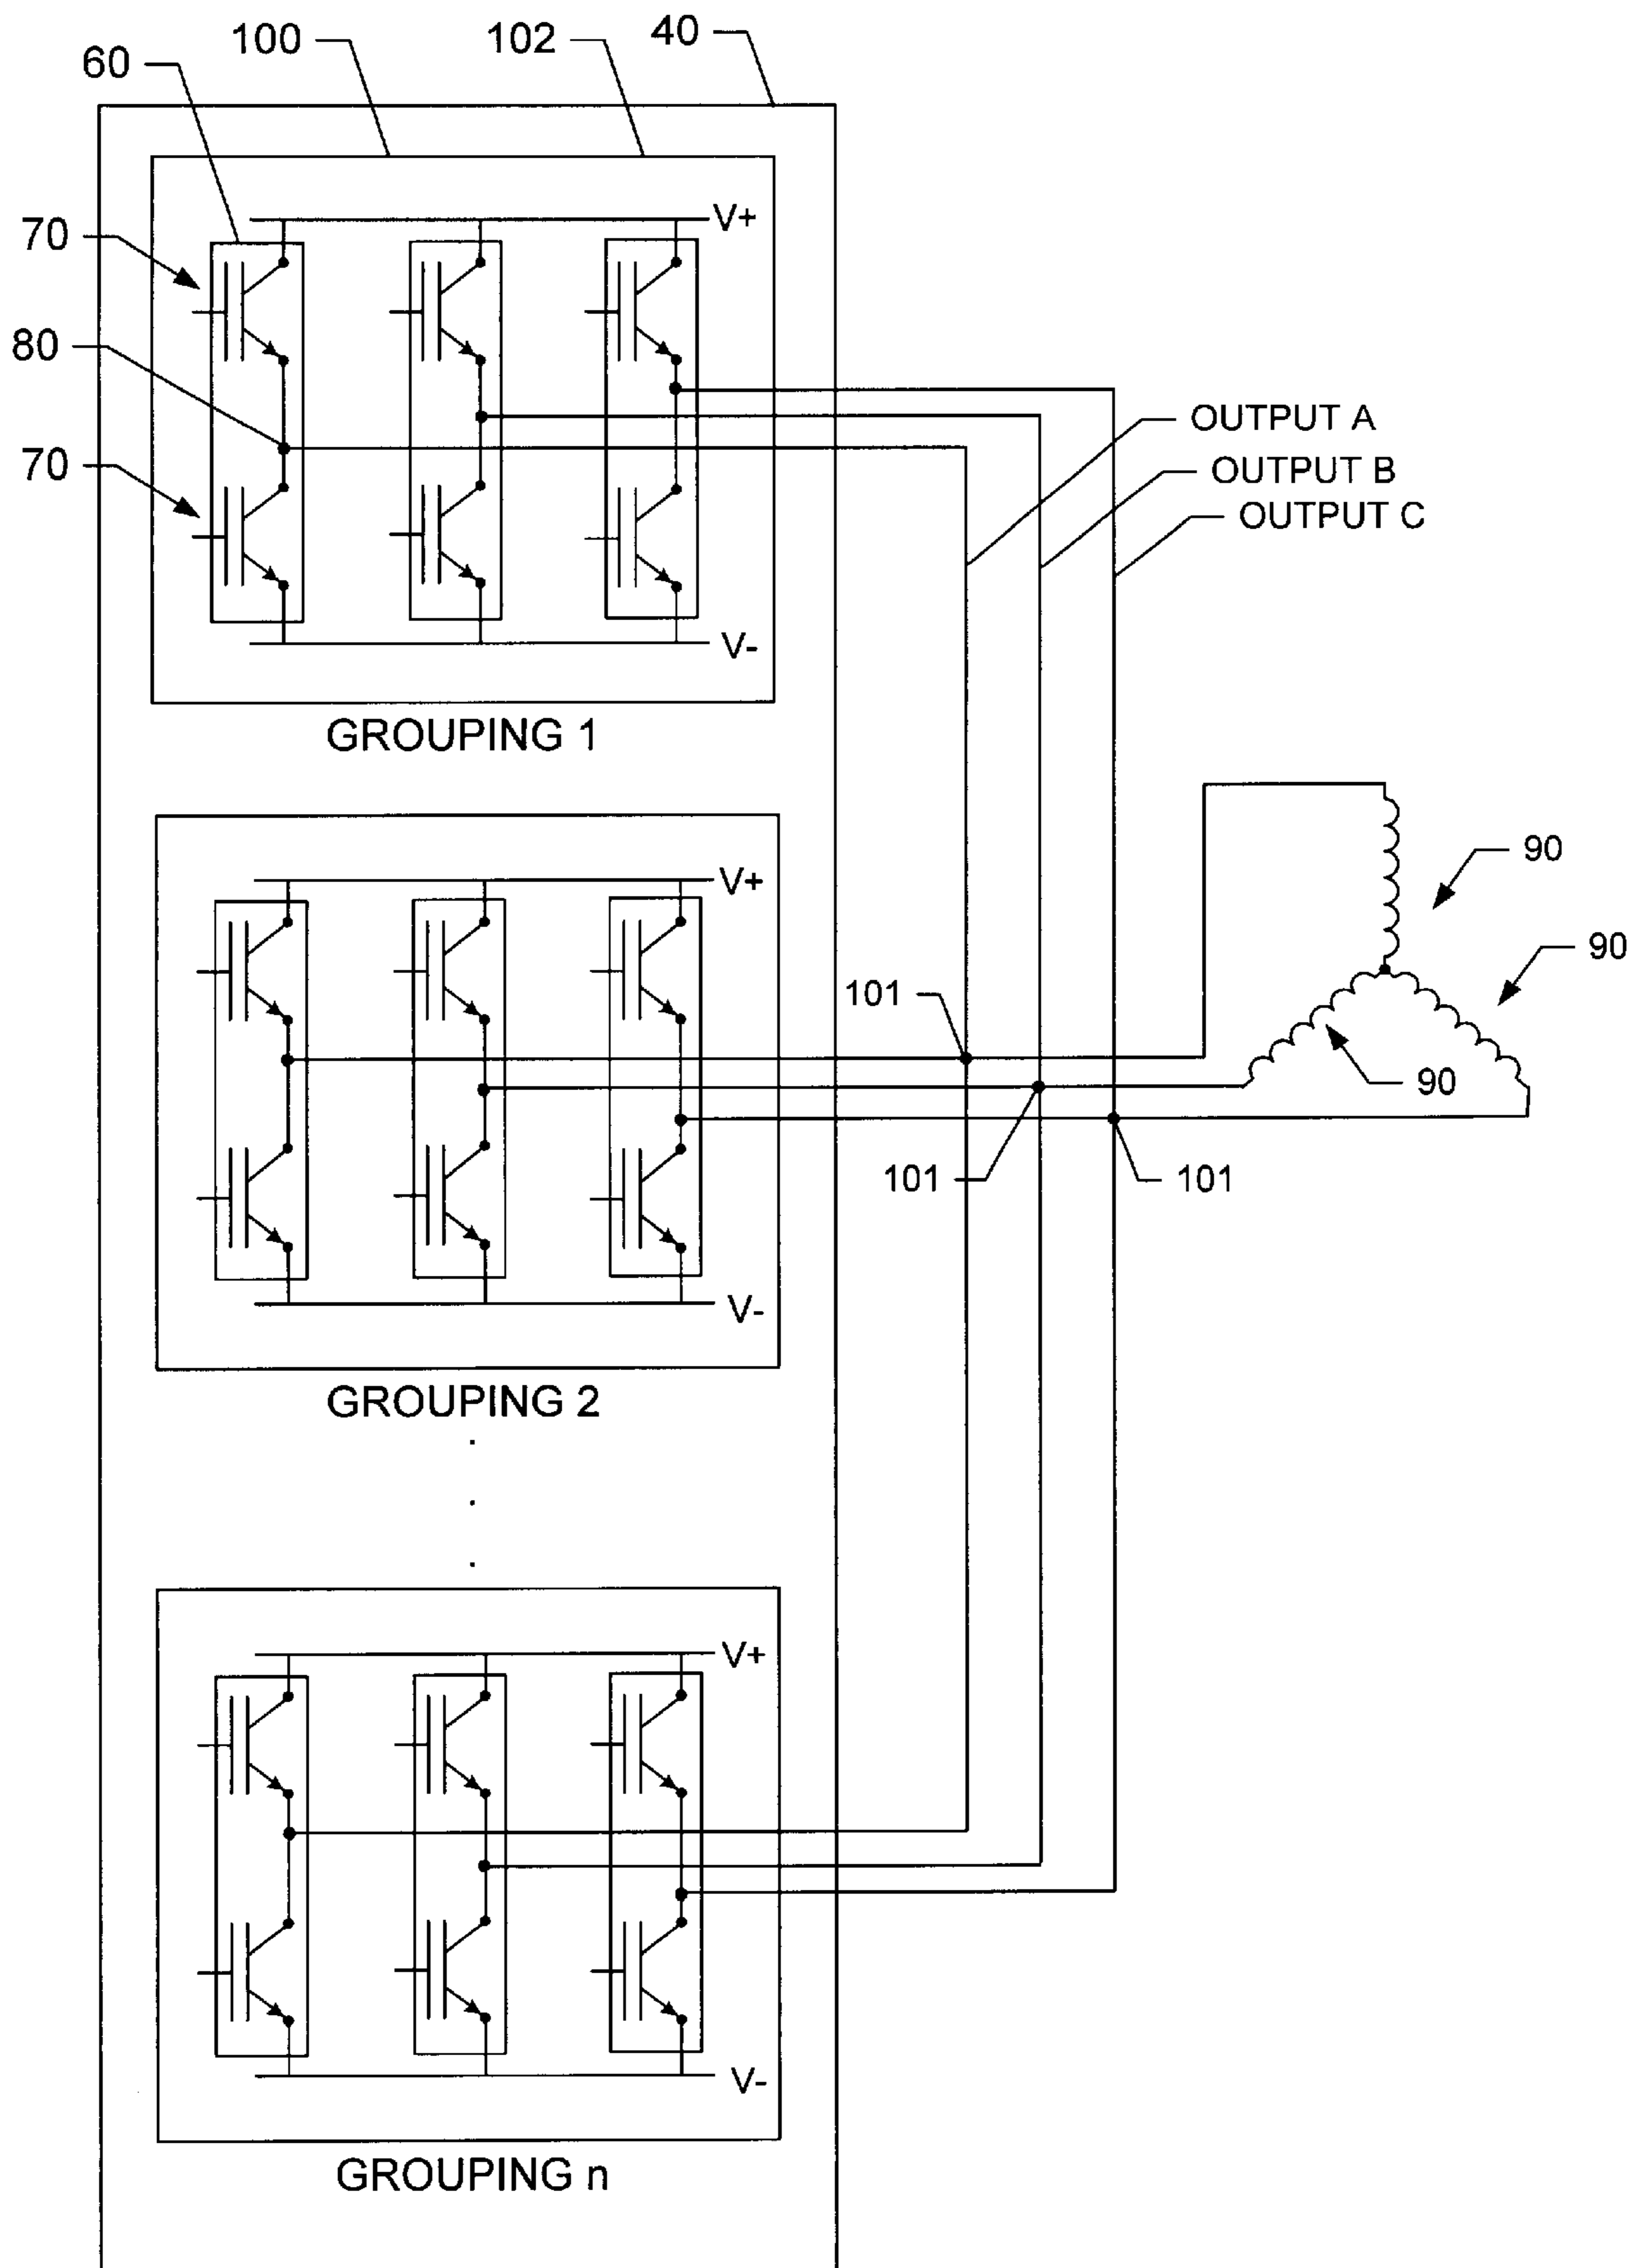 100
102
40
60
V+
70
80
70
OUTPUT A
OUTPUT B
OUTPUT C
V-
GROUPING 1
V+
90
90
101
90
101
101
V-
GROUPING 2
V+
V-
GROUPING n